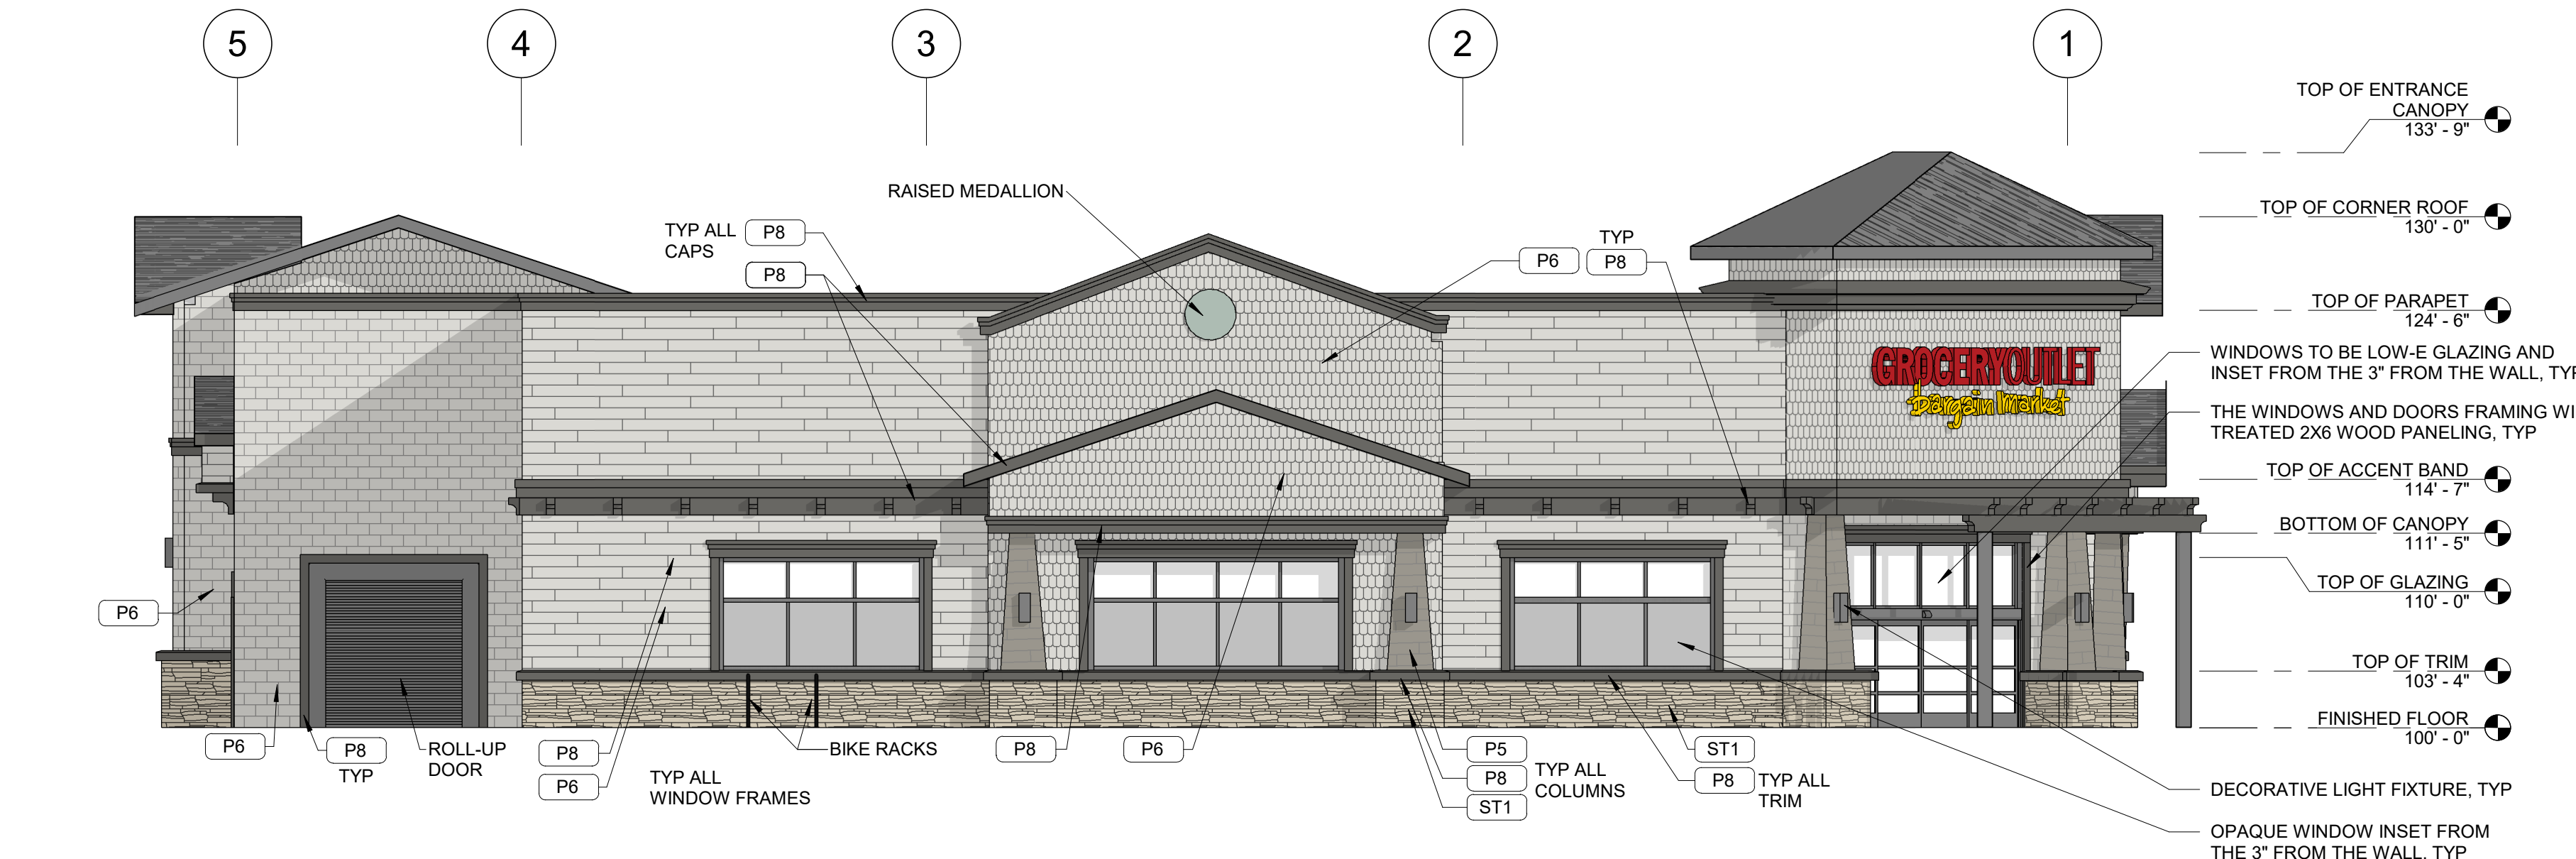 5
4
3
2
1
TOP OF ENTRANCE
CANOPY
133' - 9"
RAISED MEDALLION
TOP OF CORNER ROOF
130' - 0"
TYP ALL
CAPS
P8
P8
TYP
P6
P8
TOP OF PARAPET
124' - 6"
GROCERYOUTLET
bargain market
WINDOWS TO BE LOW-E GLAZING AND
INSET FROM THE 3" FROM THE WALL, TYP
THE WINDOWS AND DOORS FRAMING WI
TREATED 2X6 WOOD PANELING, TYP
TOP OF ACCENT BAND
114' - 7"
BOTTOM OF CANOPY
111' - 5"
TOP OF GLAZING
110' - 0"
P6
TOP OF TRIM
103' - 4"
FINISHED FLOOR
100' - 0"
P6
P8
TYP
ROLL-UP
DOOR
P8
P6
TYP ALL
WINDOW FRAMES
BIKE RACKS
P8
P6
P5
P8
ST1
TYP ALL
COLUMNS
ST1
P8
TYP ALL
TRIM
DECORATIVE LIGHT FIXTURE, TYP
OPAQUE WINDOW INSET FROM
THE 3" FROM THE WALL, TYP